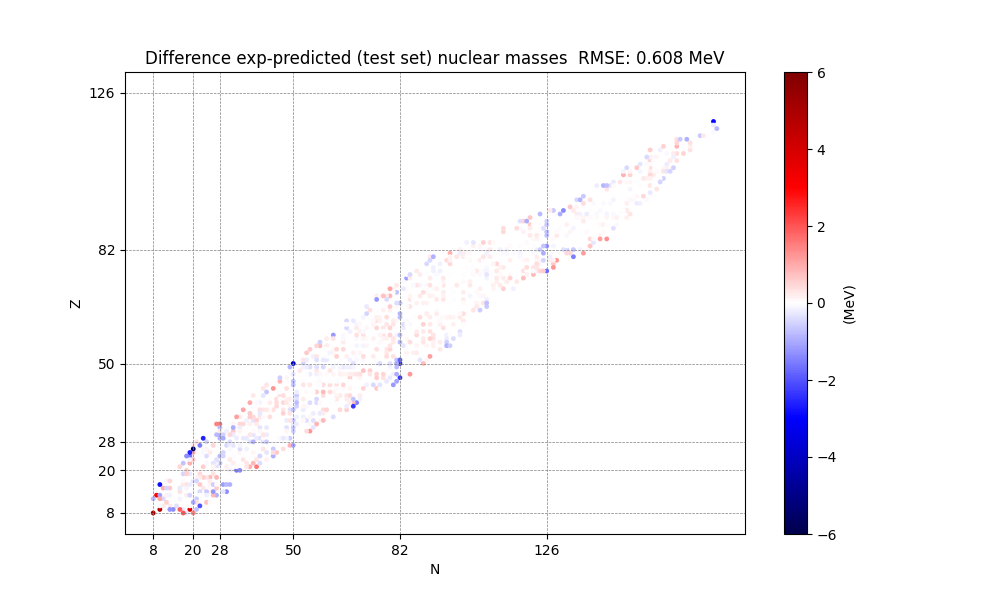 Difference exp-predicted (test set) nuclear masses  RMSE: 0.608 MeV
126
82
50
28
20
8
Z
8 20 28 50 82 126
N
6
4
2
0
−2
−4
−6
(MeV)